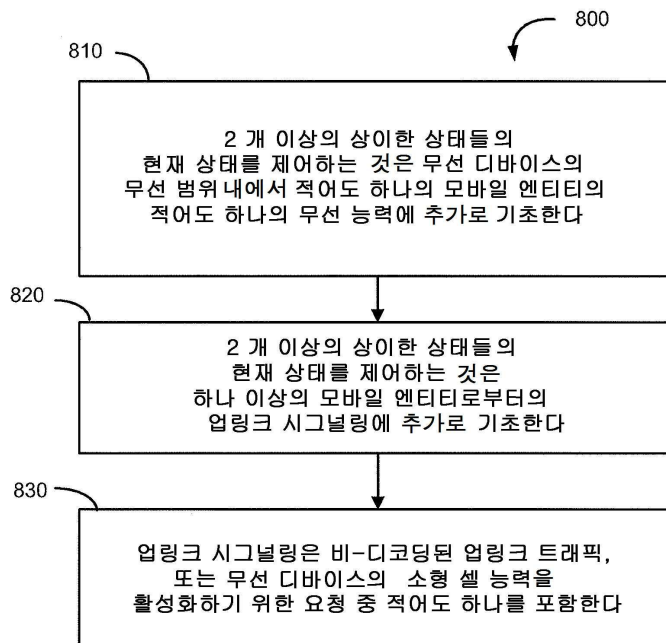 800
810
2 개 이상의 상이한 상태들의
현재 상태를 제어하는 것은 무선 디바이스의
무선 범위내에서 적어도 하나의 모바일 엔티티의
적어도 하나의 무선 능력에 추가로 기초한다
820
2 개 이상의 상이한 상태들의
현재 상태를 제어하는 것은
하나 이상의 모바일 엔티티로부터의
업링크 시그널링에 추가로 기초한다
830
업링크 시그널링은 비-디코딩된 업링크 트래픽,
또는 무선 디바이스의 소형 셀 능력을
활성화하기 위한 요청 중 적어도 하나를 포함한다